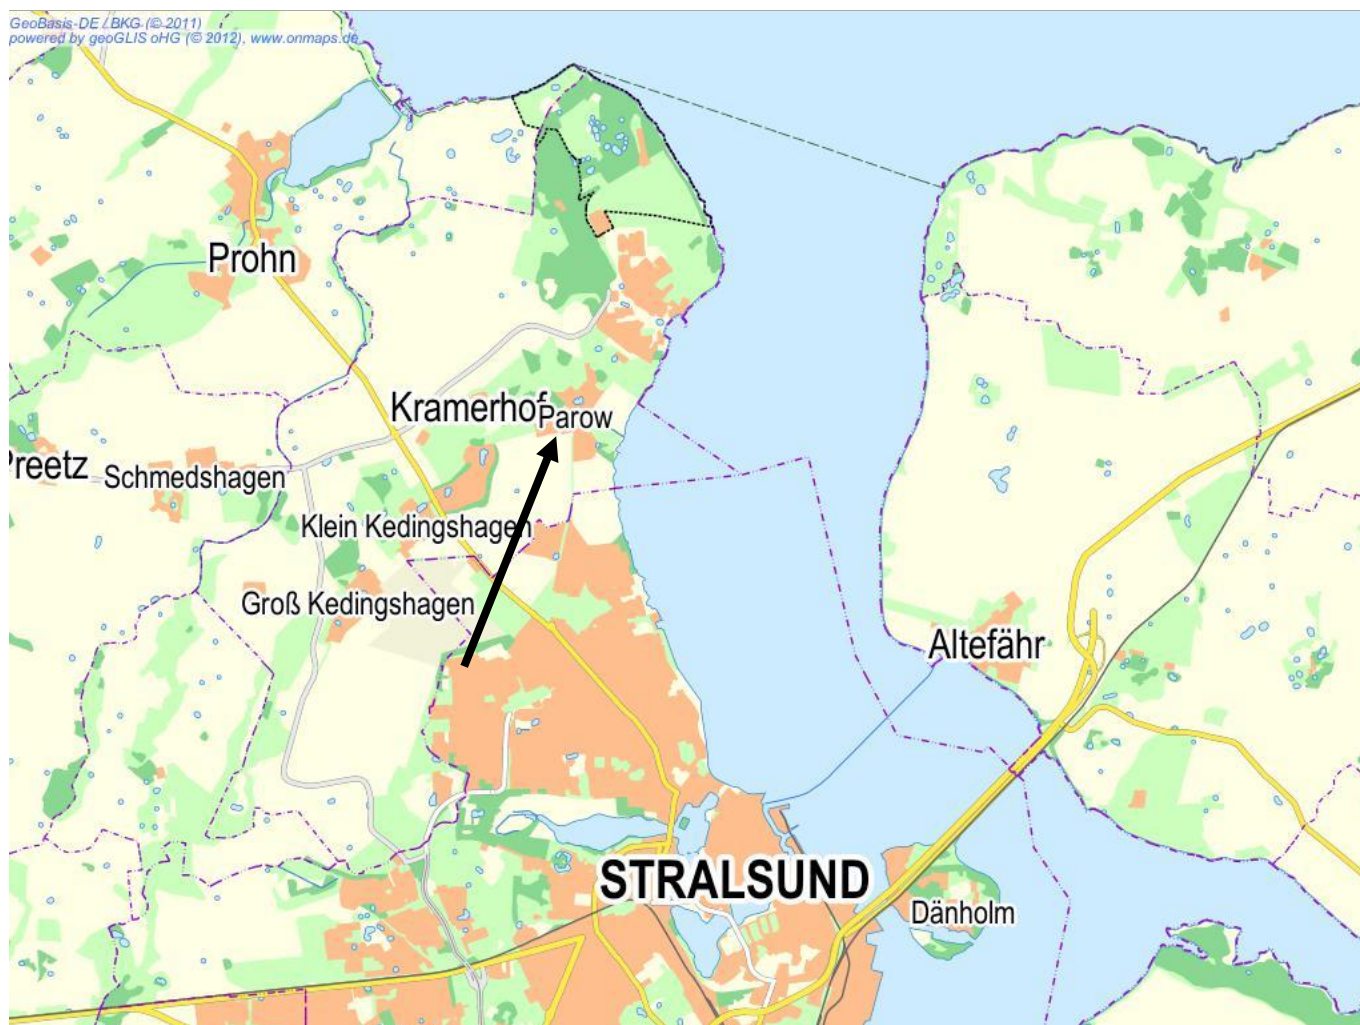 GeoBasis-DE / BKG (© 2011)
powered by geoGLIS oHG (© 2012), www.onmaps.de
Prohn
Kramerhof
Parow
Preetz
Schmedshagen
Klein Kedingshagen
Groß Kedingshagen
Altefähr
STRALSUND
Dänholm